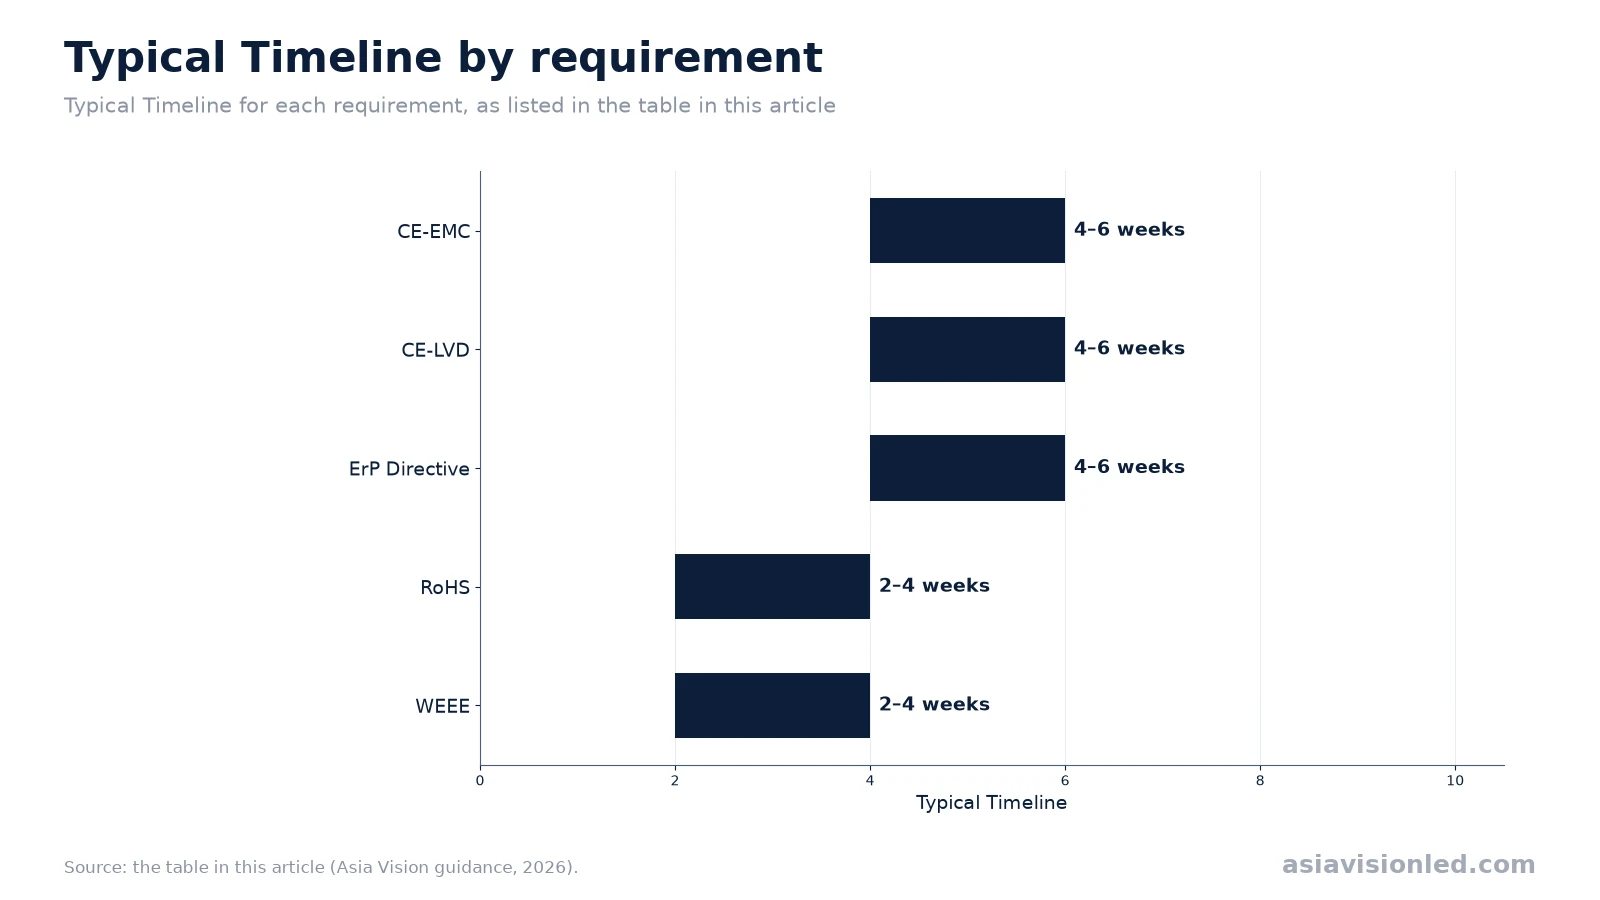 Typical Timeline by requirement
Typical Timeline for each requirement, as listed in the table in this article
CE-EMC
4–6 weeks
CE-LVD
4–6 weeks
ErP Directive
4–6 weeks
RoHS
2–4 weeks
WEEE
2–4 weeks
0 2 4 6 8 10
Typical Timeline
Source: the table in this article (Asia Vision guidance, 2026).
asiavisionled.com